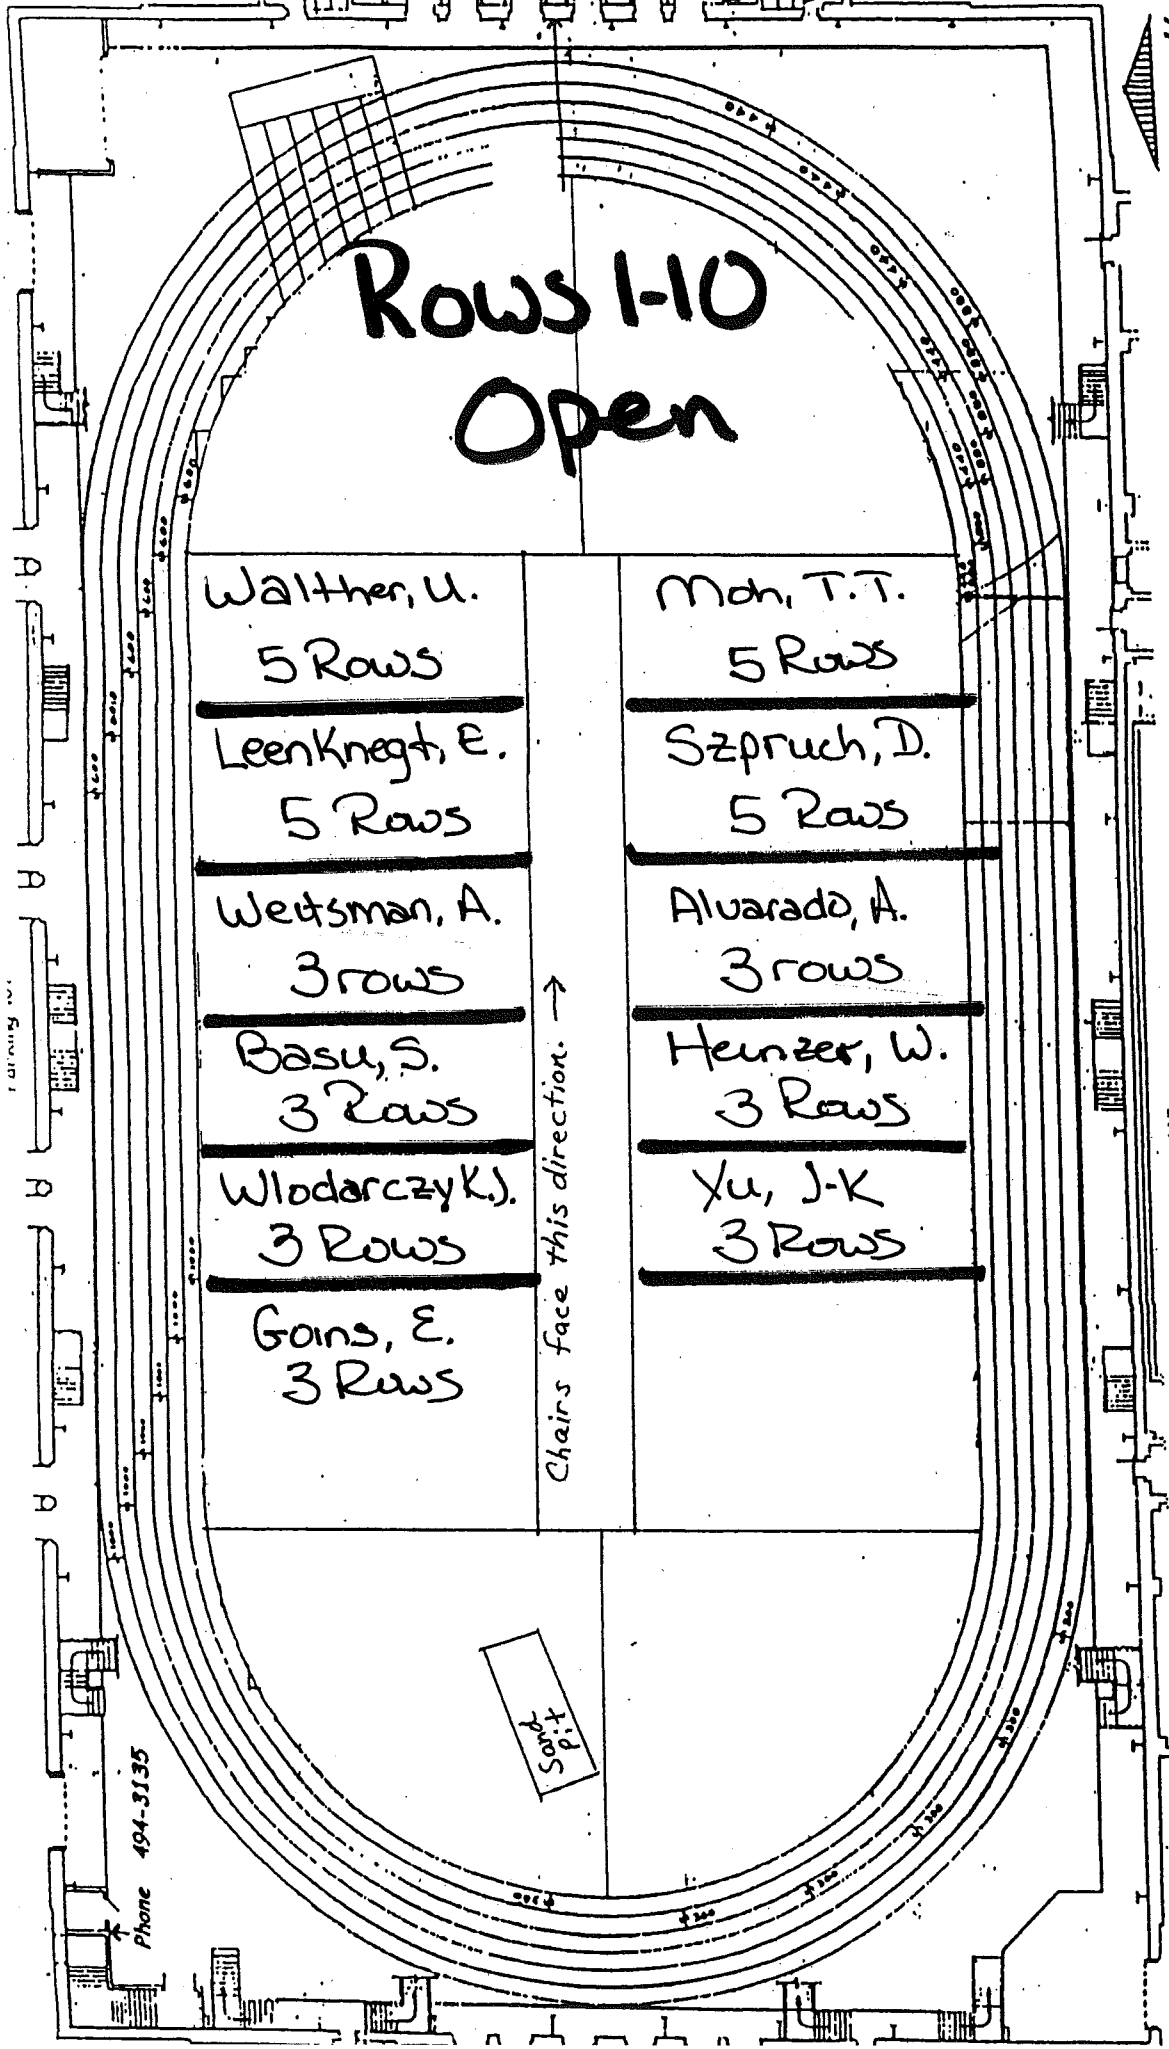 Rows 1-10
Open
Walther, U.
5 Rows
Leenknegt, E.
5 Rows
Weitsman, A.
3 rows
Basu, S.
3 Rows
Wlodarczyk J.
3 Rows
Goins, E.
3 Rows
Chairs face this direction. →
Moh, T.T.
5 Rows
Szpruch, D.
5 Rows
Alvarado, A.
3 rows
Heinzer, W.
3 Rows
Yu, J-K
3 Rows
Sand
Pit
Phone 494-3135